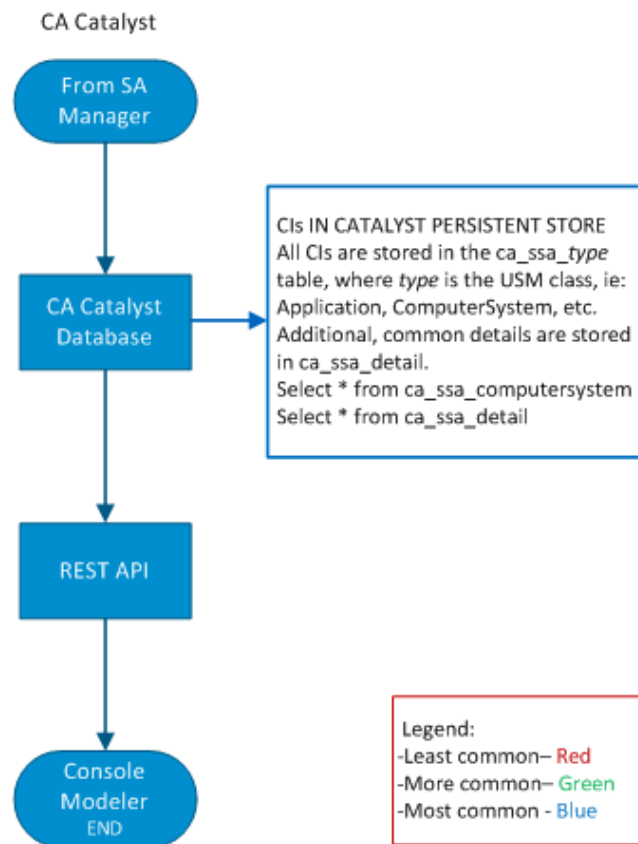 CA Catalyst
From SA
Manager
CIs IN CATALYST PERSISTENT STORE
All CIs are stored in the ca_ssa_type
table, where type is the USM class, ie:
Application, ComputerSystem, etc.
Additional, common details are stored
in ca_ssa_detail.
Select * from ca_ssa_computersystem
Select * from ca_ssa_detail
CA Catalyst
Database
REST API
Console
Modeler
END
Legend:
-Least common– Red
-More common– Green
-Most common - Blue